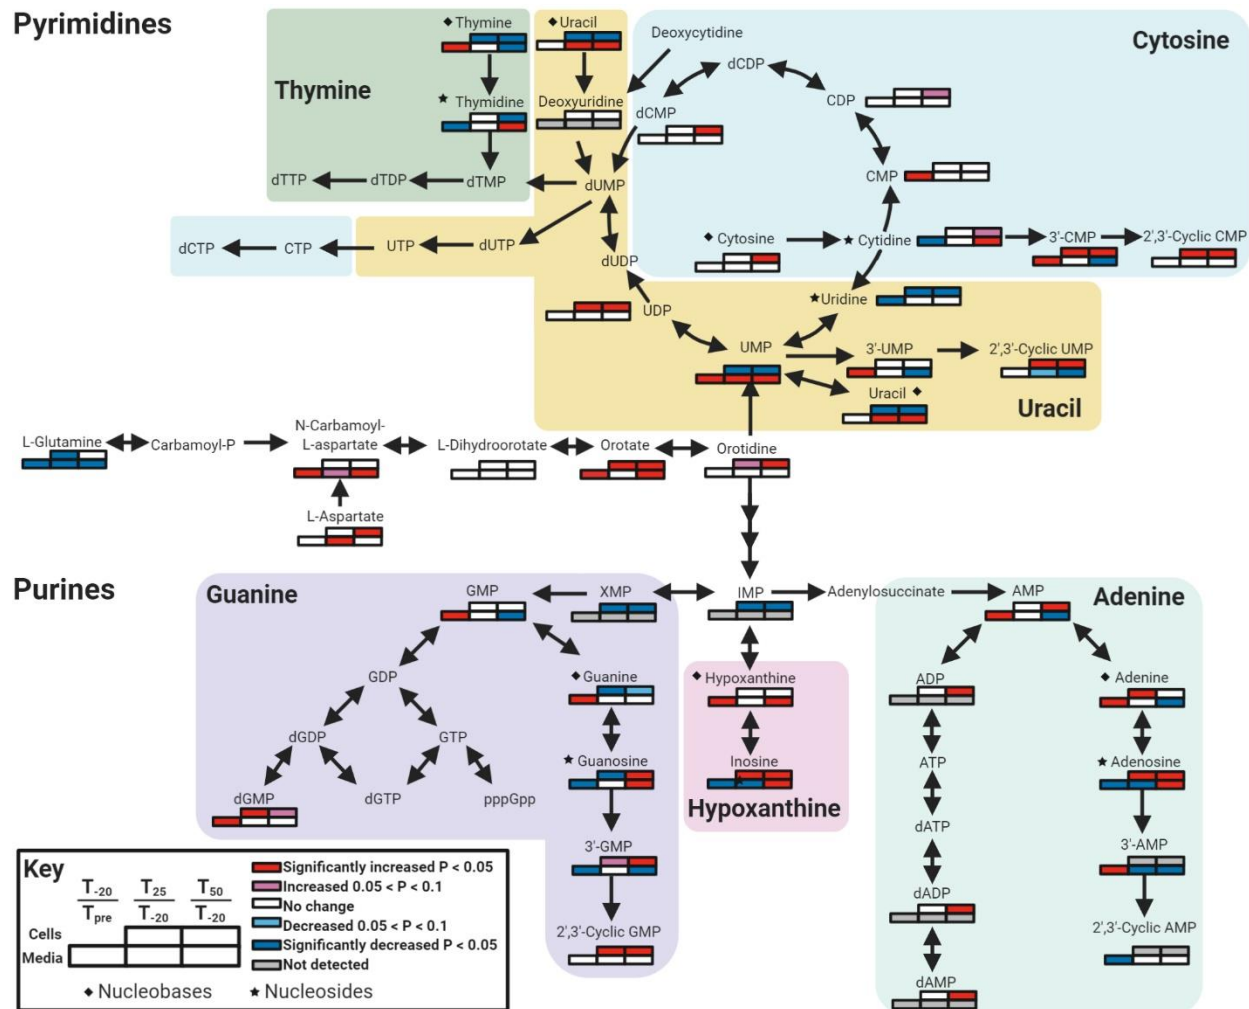 Pyrimidines
Thymine
◆Thymine
★Thymidine
dTTP
dTDP
dTMP
◆Uracil
Deoxyuridine
dUMP
dUDP
dCTP
CTP
UTP
dUTP
Cytosine
Deoxycytidine
dCDP
dCMP
CDP
CMP
◆Cytosine
★Cytidine
3'-CMP
2',3'-Cyclic CMP
★Uridine
UDP
UMP
3'-UMP
2',3'-Cyclic UMP
Uracil ◆
Uracil
L-Glutamine
Carbamoyl-P
N-Carbamoyl-
L-aspartate
L-Dihydroorotate
Orotate
Orotidine
L-Aspartate
Purines
Guanine
GMP
XMP
IMP
Adenylosuccinate
AMP
Adenine
GDP
◆Guanine
◆Hypoxanthine
ADP
◆Adenine
dGDP
GTP
★Guanosine
Inosine
ATP
★Adenosine
dGMP
dGTP
pppGpp
Hypoxanthine
dATP
3'-GMP
3'-AMP
dADP
2',3'-Cyclic GMP
2',3'-Cyclic AMP
dAMP
Key
T-20
Tpre
T25
T-20
T50
T-20
Cells
Media
Significantly increased P < 0.05
Increased 0.05 < P < 0.1
No change
Decreased 0.05 < P < 0.1
Significantly decreased P < 0.05
Not detected
◆ Nucleobases
★ Nucleosides